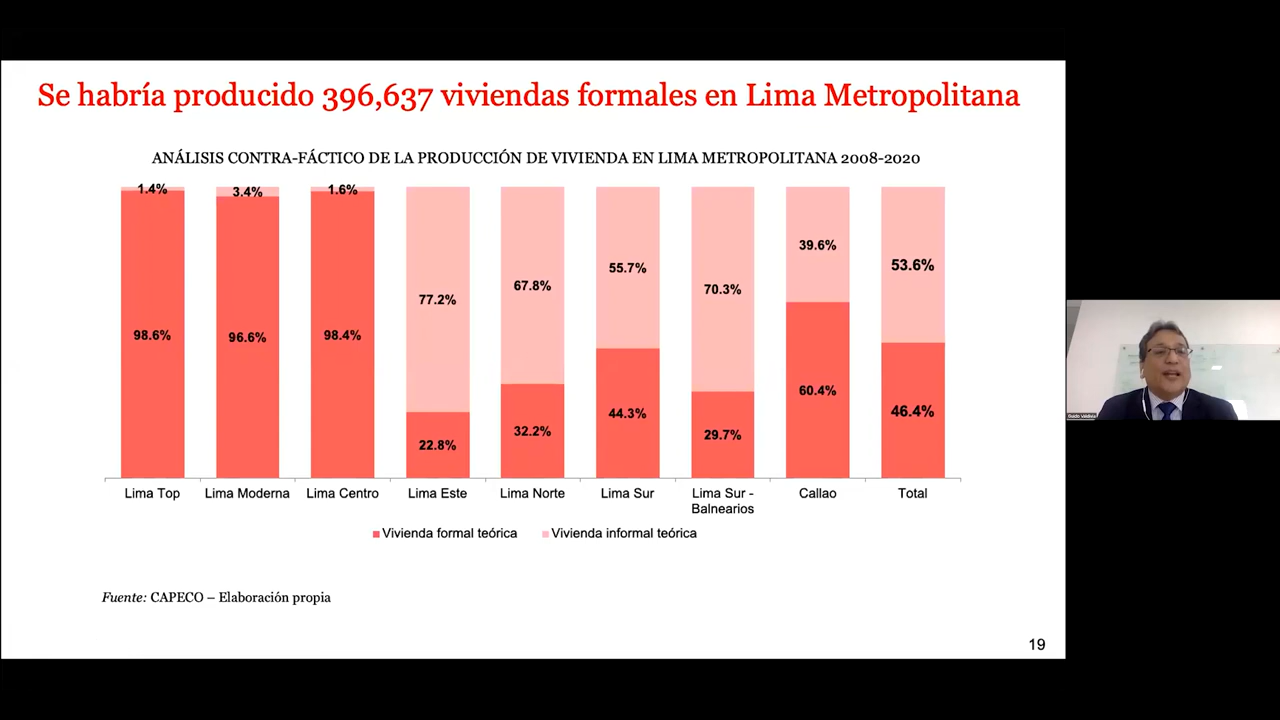 Se habría producido 396,637 viviendas formales en Lima Metropolitana
ANÁLISIS CONTRA-FÁCTICO DE LA PRODUCCIÓN DE VIVIENDA EN LIMA METROPOLITANA 2008-2020
1.4% 3.4% 1.6% 77.2% 67.8% 55.7% 70.3% 39.6% 53.6%
98.6% 96.6% 98.4% 22.8% 32.2% 44.3% 29.7% 60.4% 46.4%
Lima Top Lima Moderna Lima Centro Lima Este Lima Norte Lima Sur Lima Sur - Callao Total
Balnearios
Vivienda formal teórica Vivienda informal teórica
Fuente: CAPECO – Elaboración propia
19
Guido Valdivia